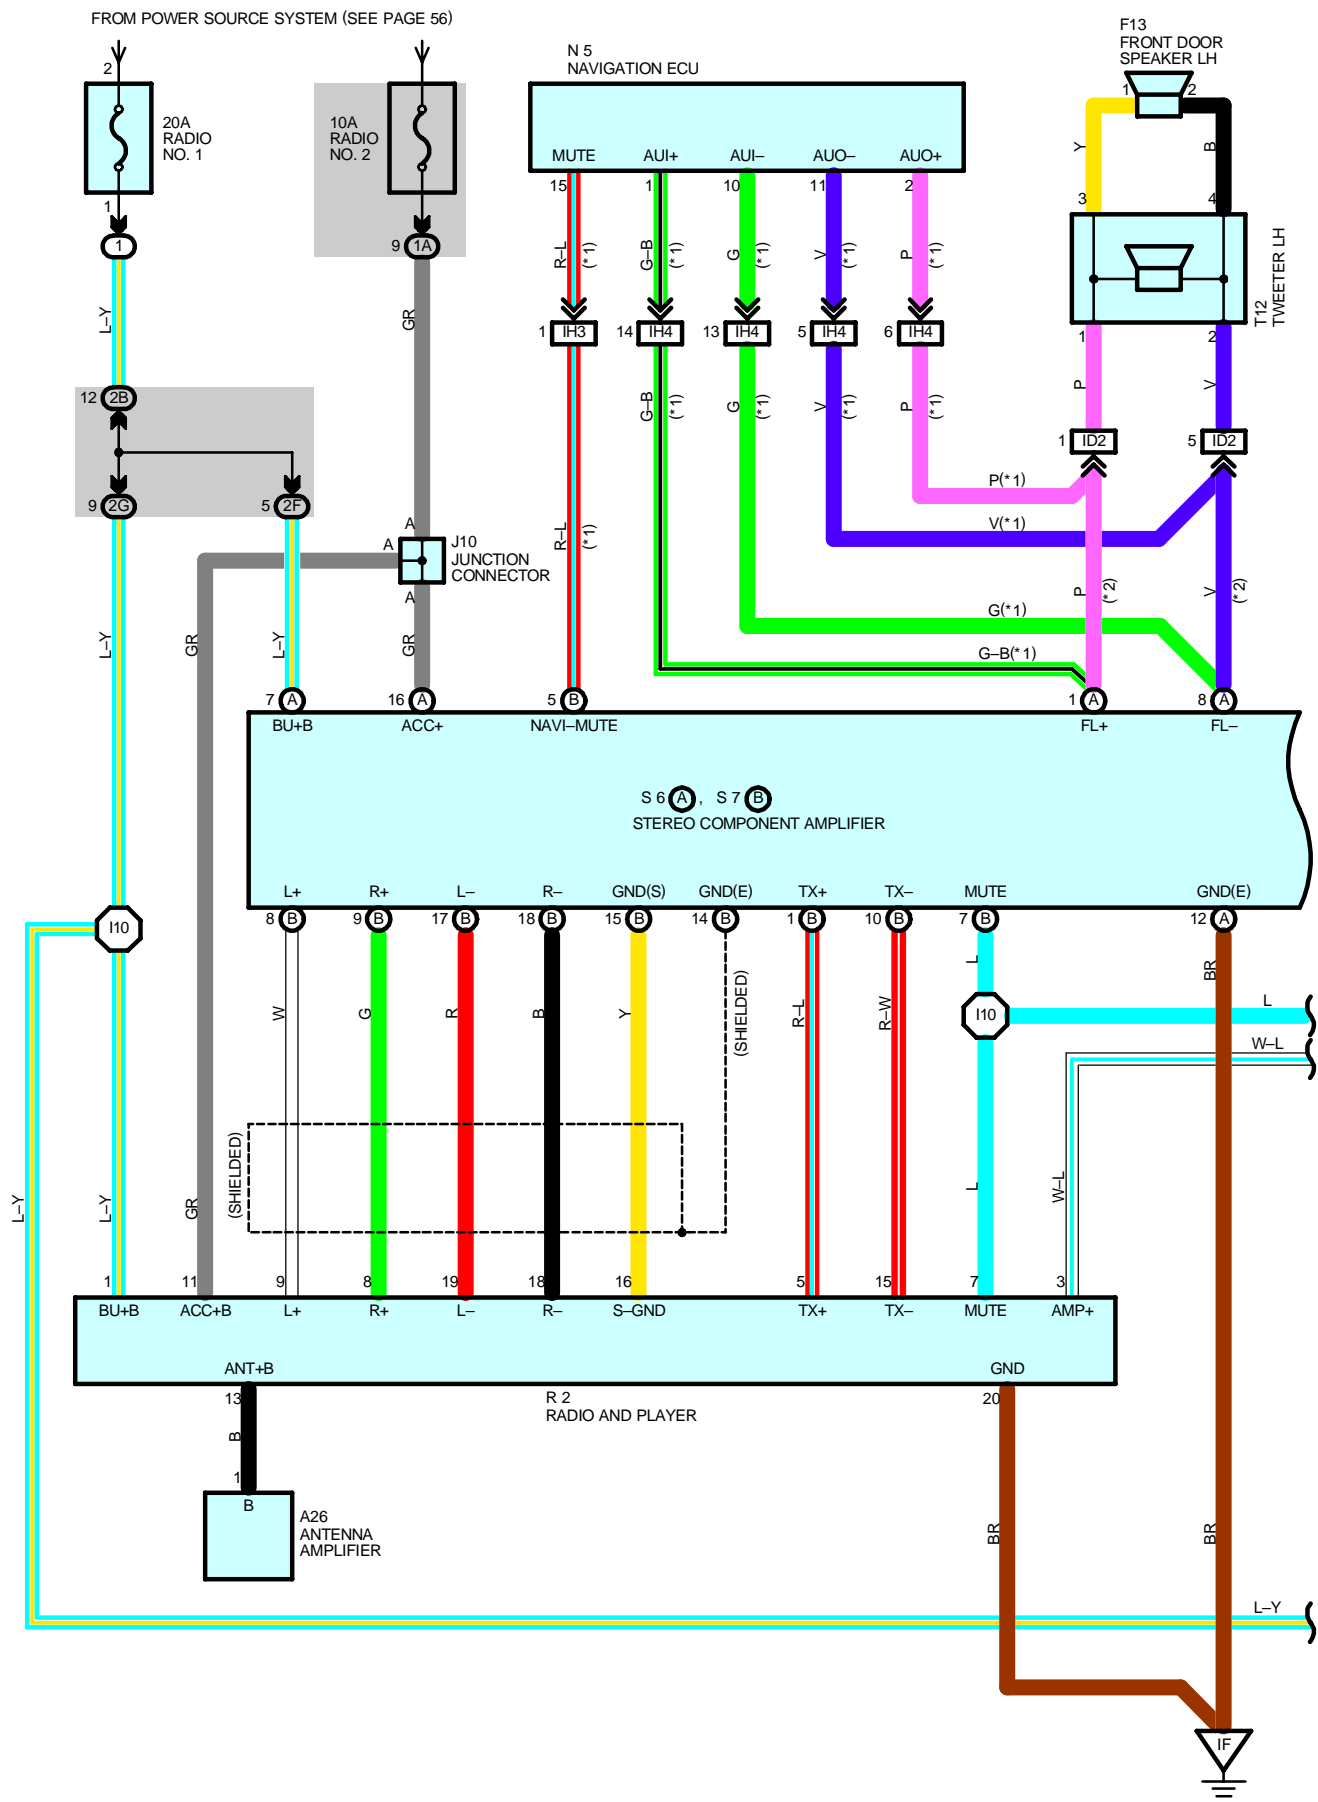 FROM POWER SOURCE SYSTEM (SEE PAGE 56)
2
20A
RADIO
NO. 1
1
1
L–Y
10A
RADIO
NO. 2
9
1A
GR
N 5
NAVIGATION ECU
MUTE
AUI+
AUI–
AUO–
AUO+
15
1
10
11
2
R–L
(*1)
G–B
(*1)
G
(*1)
V
(*1)
P
(*1)
1
IH3
14
IH4
13
IH4
5
IH4
6
IH4
F13
FRONT DOOR
SPEAKER LH
1
2
Y
B
3
4
T12
TWEETER LH
1
2
P
V
1
ID2
5
ID2
12
2B
9
2G
5
2F
G–B
(*1)
G
(*1)
V
(*1)
P
(*1)
P(*1)
V(*1)
A
A
J10
JUNCTION
CONNECTOR
A
R–L
(*1)
P
(*2)
V
(*2)
G(*1)
G–B(*1)
L–Y
GR
L–Y
GR
7
A
16
A
5
B
1
A
8
A
BU+B
ACC+
NAVI–MUTE
FL+
FL–
S 6
A
,
S 7
B
STEREO COMPONENT AMPLIFIER
L+
R+
L–
R–
GND(S)
GND(E)
TX+
TX–
MUTE
GND(E)
8
B
9
B
17
B
18
B
15
B
14
B
1
B
10
B
7
B
12
A
I10
L
BR
W
G
R
B
Y
(SHIELDED)
R–L
R–W
I10
L
W–L
(SHIELDED)
L–Y
L–Y
GR
L
W–L
1
11
9
8
19
18
16
5
15
7
3
BU+B
ACC+B
L+
R+
L–
R–
S–GND
TX+
TX–
MUTE
AMP+
ANT+B
GND
13
R 2
RADIO AND PLAYER
20
B
1
B
A26
ANTENNA
AMPLIFIER
BR
BR
L–Y
IF